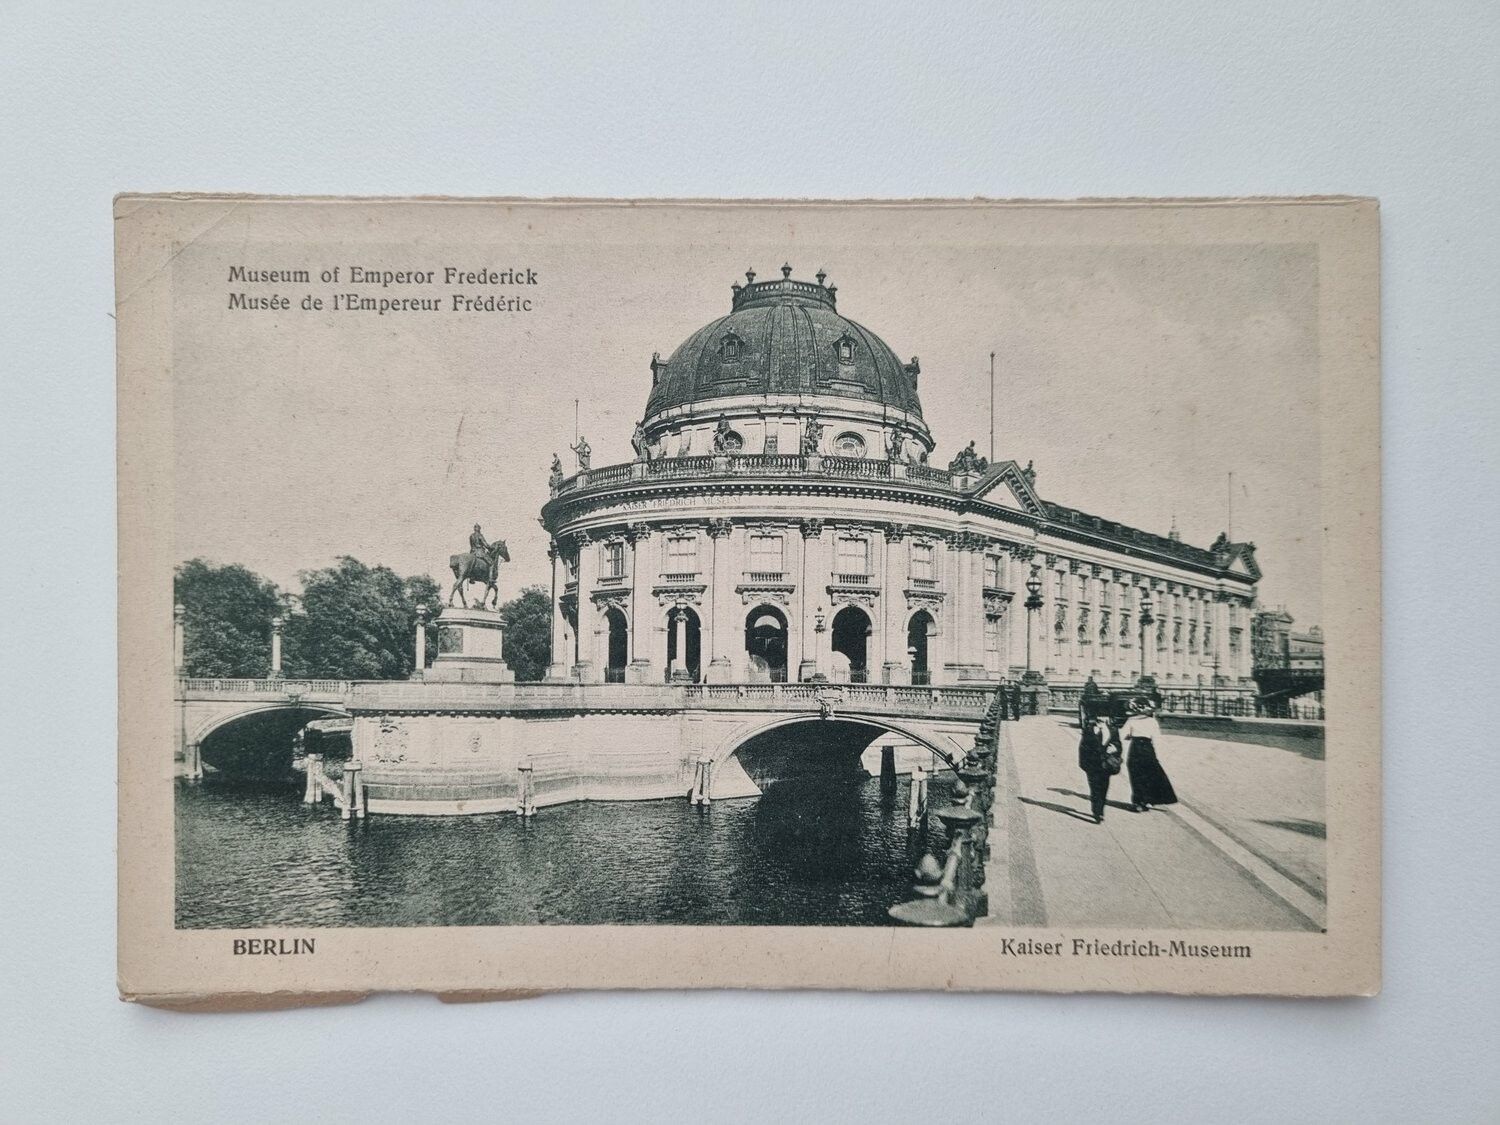 Museum of Emperor Frederick
Musée de l'Empereur Frédéric
KAISER FRIEDRICH MUSEUM
BERLIN
Kaiser Friedrich-Museum